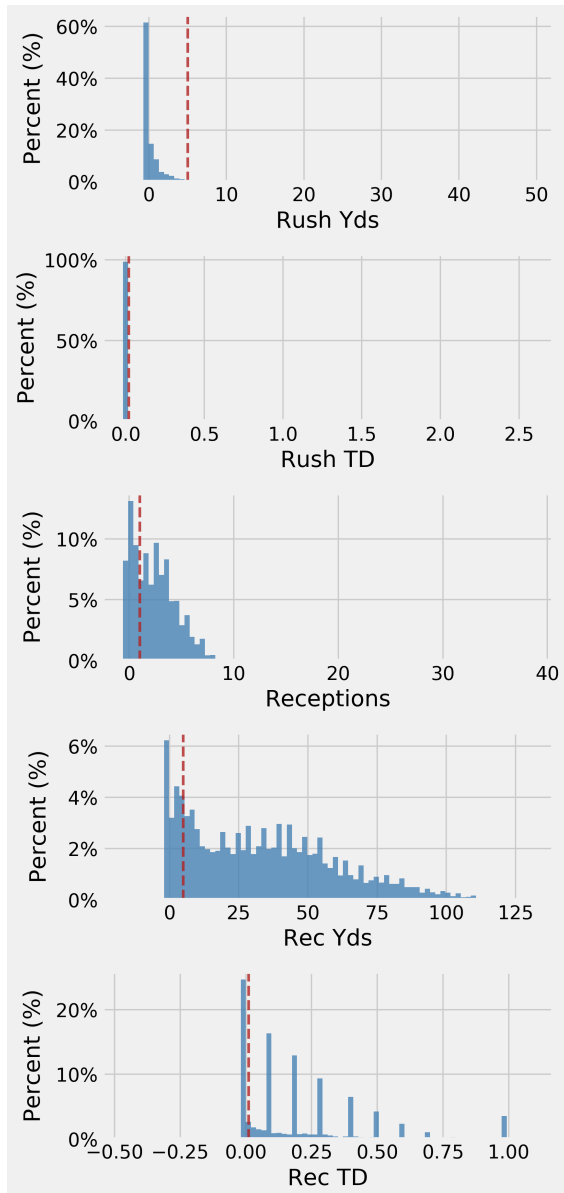 60%
40%
20%
0%
Percent (%)
0 10 20 30 40 50
Rush Yds
100%
50%
0%
Percent (%)
0.0 0.5 1.0 1.5 2.0 2.5
Rush TD
10%
5%
0%
Percent (%)
0 10 20 30 40
Receptions
6%
4%
2%
0%
Percent (%)
0 25 50 75 100 125
Rec Yds
20%
10%
0%
Percent (%)
−0.50 −0.25 0.00 0.25 0.50 0.75 1.00
Rec TD